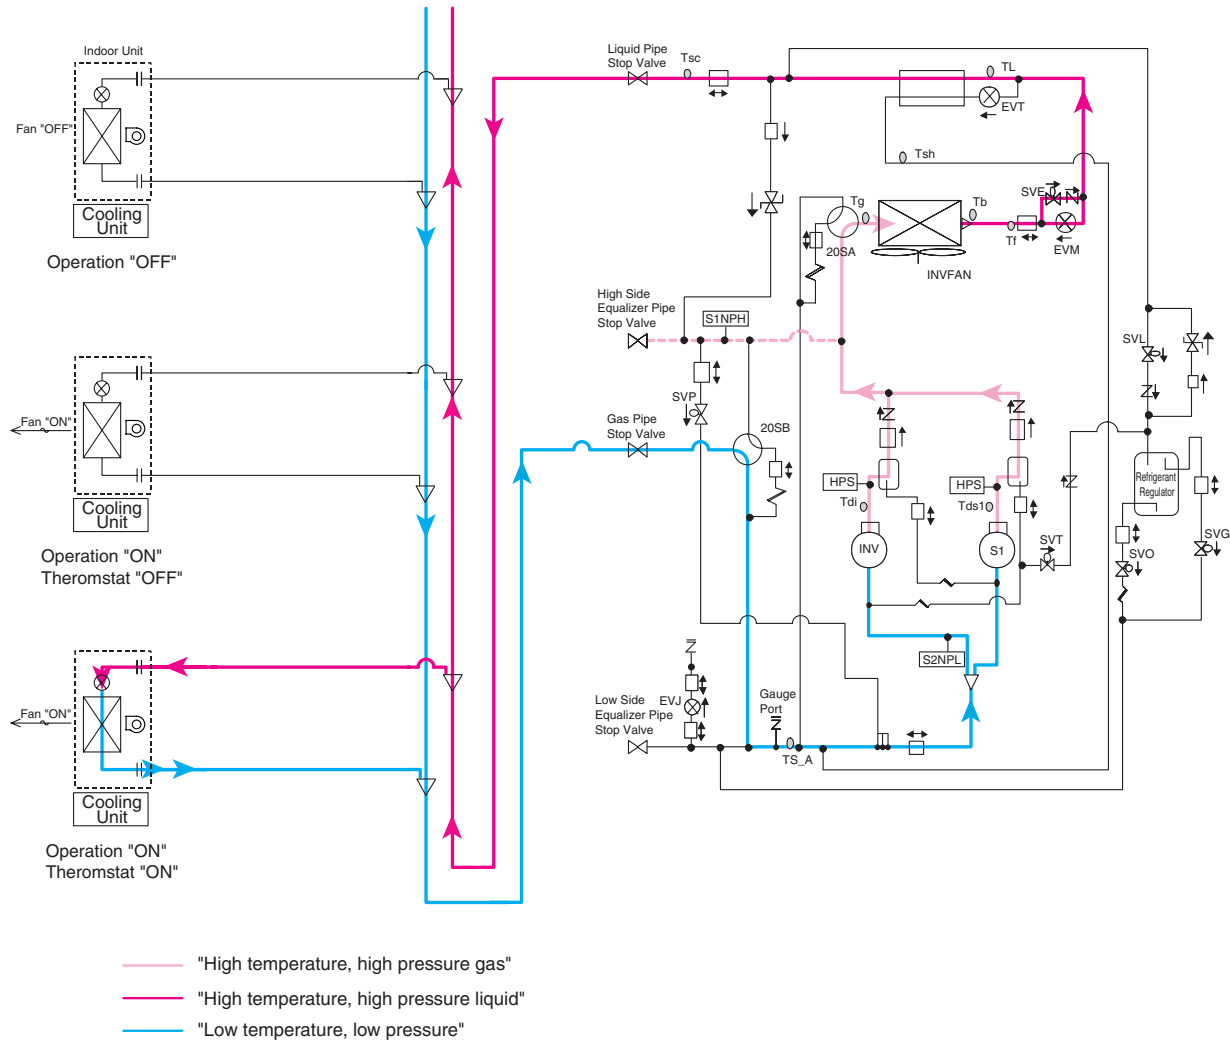 Indoor Unit
Fan "OFF"
Cooling
Unit
Operation "OFF"
Fan "ON"
Cooling
Unit
Operation "ON"
Theromstat "OFF"
Fan "ON"
Cooling
Unit
Operation "ON"
Theromstat "ON"
Liquid Pipe
Stop Valve
Tsc
TL
EVT
Tsh
SVE
Tg
Tb
Tf
EVM
20SA
INVFAN
High Side
Equalizer Pipe
Stop Valve
S1NPH
SVL
SVP
Gas Pipe
Stop Valve
20SB
HPS
HPS
Tdi
Tds1
INV
S1
SVT
Refrigerant
Regulator
SVO
SVG
S2NPL
EVJ
Low Side
Equalizer Pipe
Stop Valve
Gauge
Port
TS_A
"High temperature, high pressure gas"
"High temperature, high pressure liquid"
"Low temperature, low pressure"